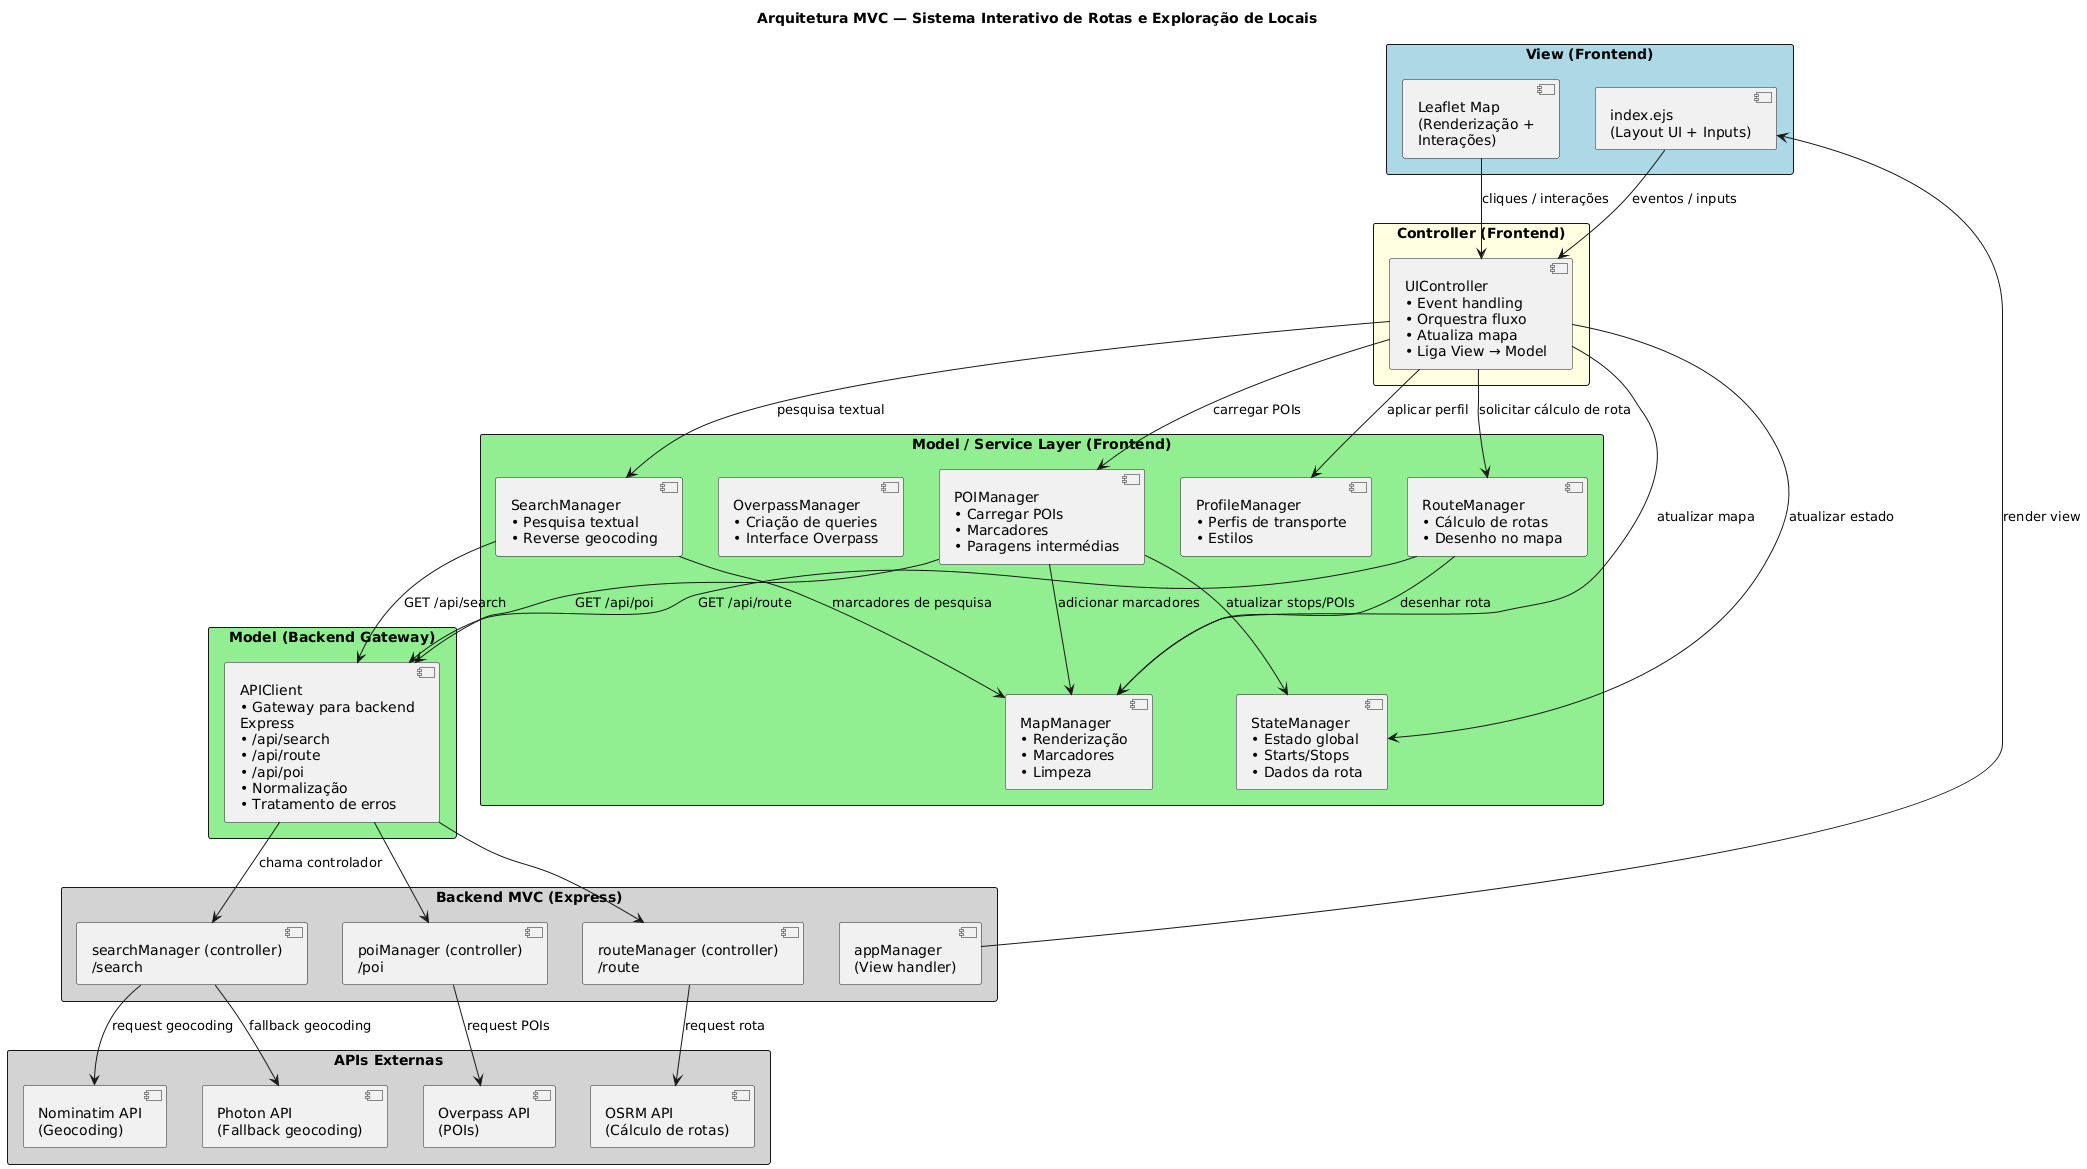 Arquitetura MVC — Sistema Interativo de Rotas e Exploração de Locais
View (Frontend)
Leaflet Map
(Renderização +
Interações)
index.ejs
(Layout UI + Inputs)
cliques / interações
eventos / inputs
Controller (Frontend)
UIController
• Event handling
• Orquestra fluxo
• Atualiza mapa
• Liga View → Model
pesquisa textual
carregar POIs
aplicar perfil
solicitar cálculo de rota
atualizar mapa
atualizar estado
render view
Model / Service Layer (Frontend)
SearchManager
• Pesquisa textual
• Reverse geocoding
OverpassManager
• Criação de queries
• Interface Overpass
POIManager
• Carregar POIs
• Marcadores
• Paragens intermédias
ProfileManager
• Perfis de transporte
• Estilos
RouteManager
• Cálculo de rotas
• Desenho no mapa
GET /api/search
GET /api/poi
GET /api/route
marcadores de pesquisa
adicionar marcadores
atualizar stops/POIs
desenhar rota
Model (Backend Gateway)
APIClient
• Gateway para backend
Express
• /api/search
• /api/route
• /api/poi
• Normalização
• Tratamento de erros
MapManager
• Renderização
• Marcadores
• Limpeza
StateManager
• Estado global
• Starts/Stops
• Dados da rota
chama controlador
Backend MVC (Express)
searchManager (controller)
/search
poiManager (controller)
/poi
routeManager (controller)
/route
appManager
(View handler)
request geocoding
fallback geocoding
request POIs
request rota
APIs Externas
Nominatim API
(Geocoding)
Photon API
(Fallback geocoding)
Overpass API
(POIs)
OSRM API
(Cálculo de rotas)